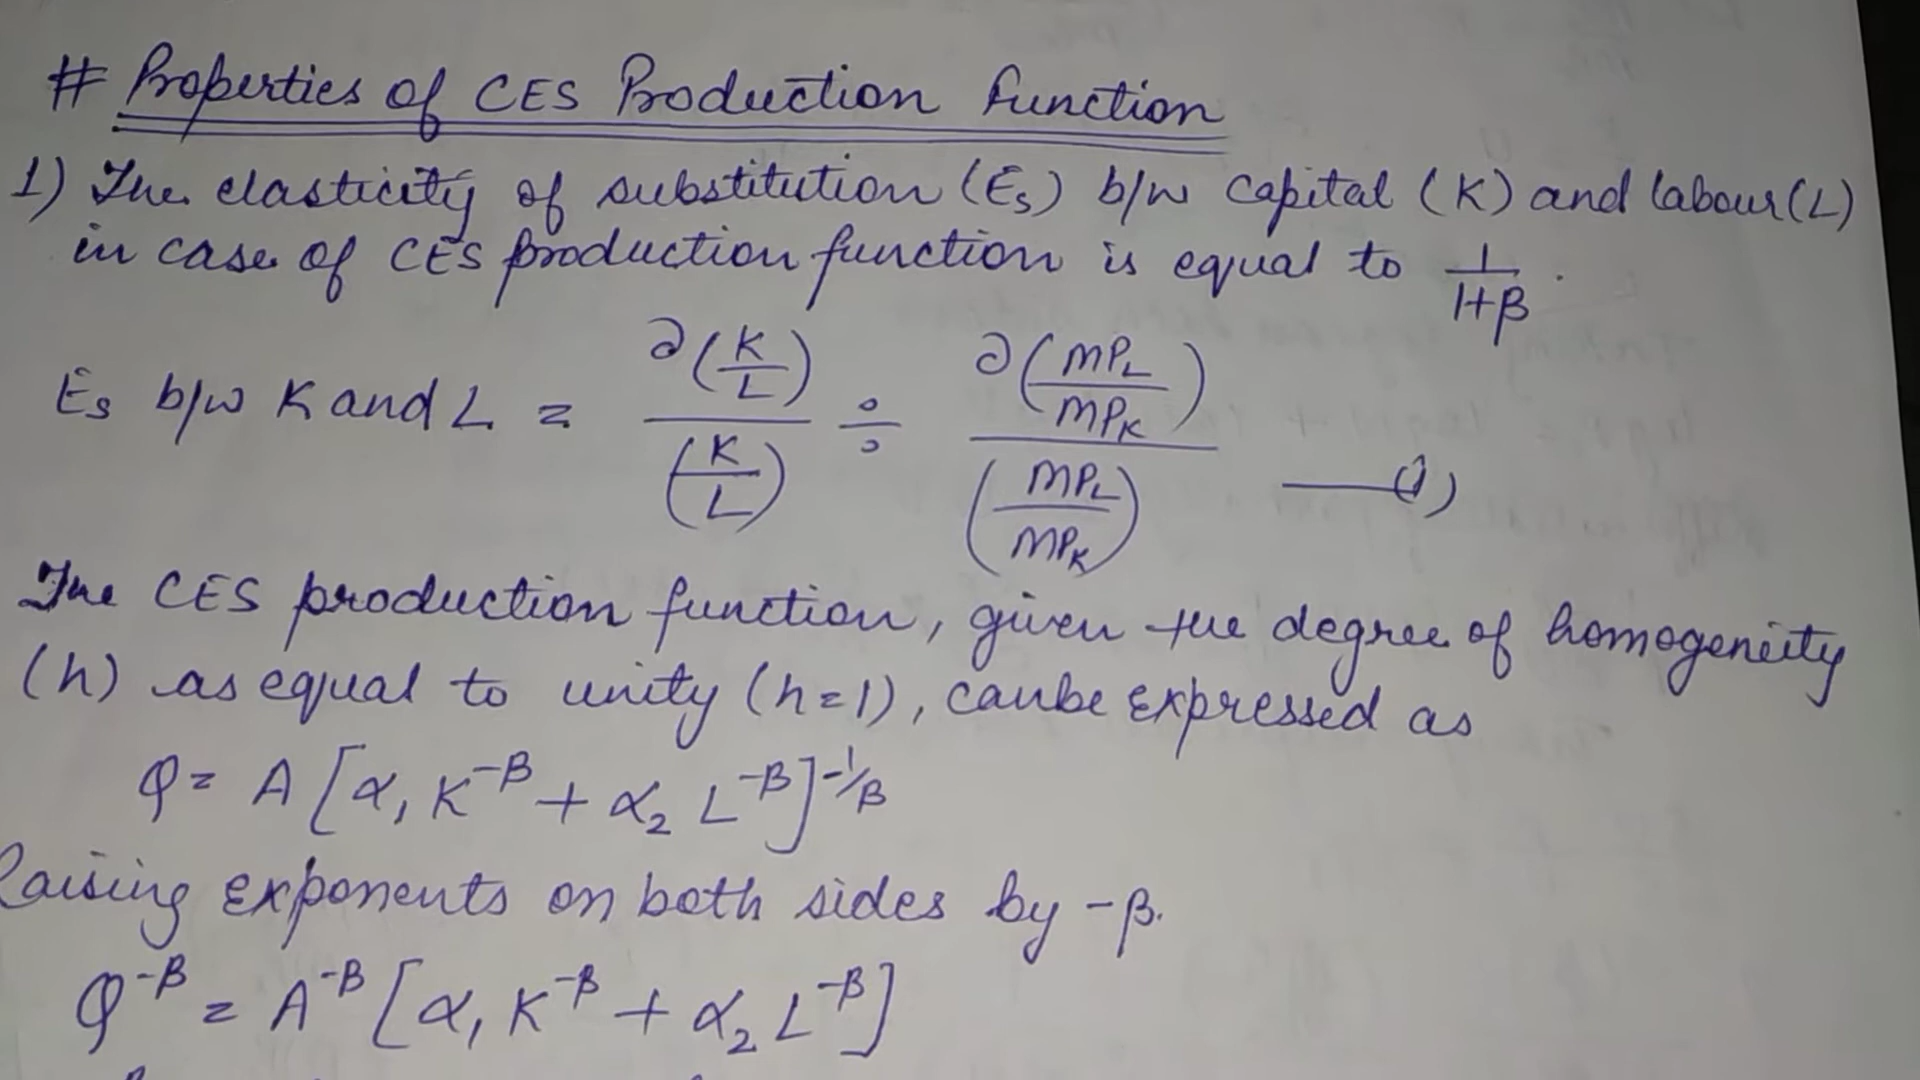 # Properties of CES Production Function
1) The elasticity of substitution (Es) b/w Capital (K) and labour (L)
in case of CES production function is equal to 1/1+β.
Es b/w K and L = ∂(K/L)/(K/L) ÷ ∂(MPL/MPK)/(MPL/MPK) —(1)
The CES production function, given the degree of homogeneity
(h) as equal to unity (h=1), can be expressed as
Q = A [α₁ K^-β + α₂ L^-β]^-1/β
Raising exponents on both sides by -β.
Q^-β = A^-β [α₁ K^-β + α₂ L^-β]